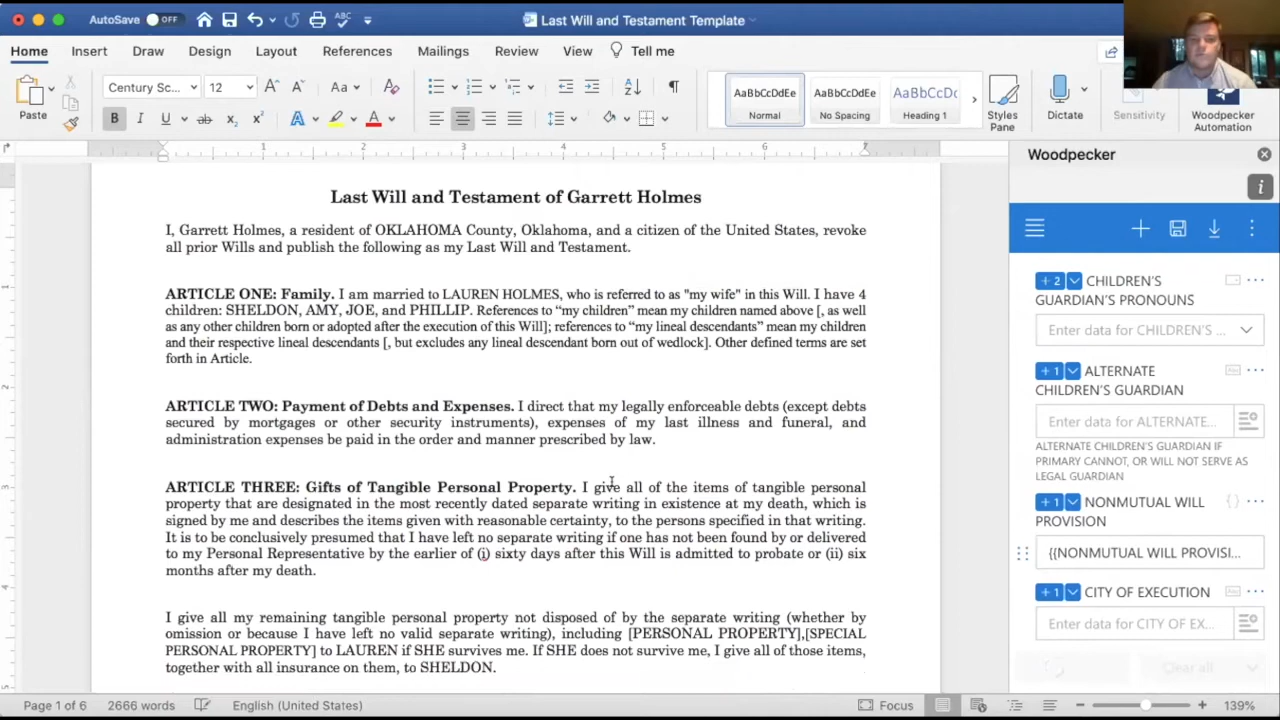 AutoSave OFF
ABC
Last Will and Testament Template
Home Insert Draw Design Layout References Mailings Review View Tell me
Paste
Century Sc... 12 Aa
B I U ab x₂ x² A A
AaBbCcDdEe
Normal
AaBbCcDdEe
No Spacing
AaBbCcDc
Heading 1
Styles
Pane
Dictate
Sensitivity
Woodpecker
Automation
1 2 3 4 5 6 7
Last Will and Testament of Garrett Holmes
I, Garrett Holmes, a resident of OKLAHOMA County, Oklahoma, and a citizen of the United States, revoke
all prior Wills and publish the following as my Last Will and Testament.
ARTICLE ONE: Family. I am married to LAUREN HOLMES, who is referred to as "my wife" in this Will. I have 4
children: SHELDON, AMY, JOE, and PHILLIP. References to “my children” mean my children named above [, as well
as any other children born or adopted after the execution of this Will]; references to “my lineal descendants” mean my children
and their respective lineal descendants [, but excludes any lineal descendant born out of wedlock]. Other defined terms are set
forth in Article.
ARTICLE TWO: Payment of Debts and Expenses. I direct that my legally enforceable debts (except debts
secured by mortgages or other security instruments), expenses of my last illness and funeral, and
administration expenses be paid in the order and manner prescribed by law.
ARTICLE THREE: Gifts of Tangible Personal Property. I give all of the items of tangible personal
property that are designated in the most recently dated separate writing in existence at my death, which is
signed by me and describes the items given with reasonable certainty, to the persons specified in that writing.
It is to be conclusively presumed that I have left no separate writing if one has not been found by or delivered
to my Personal Representative by the earlier of (i) sixty days after this Will is admitted to probate or (ii) six
months after my death.
I give all my remaining tangible personal property not disposed of by the separate writing (whether by
omission or because I have left no valid separate writing), including [PERSONAL PROPERTY],[SPECIAL
PERSONAL PROPERTY] to LAUREN if SHE survives me. If SHE does not survive me, I give all of those items,
together with all insurance on them, to SHELDON.
Woodpecker
+ 2 CHILDREN'S
GUARDIAN'S PRONOUNS
Enter data for CHILDREN'S ...
+ 1 ALTERNATE
CHILDREN'S GUARDIAN
Enter data for ALTERNATE...
ALTERNATE CHILDREN'S GUARDIAN IF
PRIMARY CANNOT, OR WILL NOT SERVE AS
LEGAL GUARDIAN
+ 1 NONMUTUAL WILL {}
PROVISION
{{NONMUTUAL WILL PROVISI...
+ 1 CITY OF EXECUTION
Enter data for CITY OF EX...
Clear all
Page 1 of 6 2666 words English (United States) Focus 139%